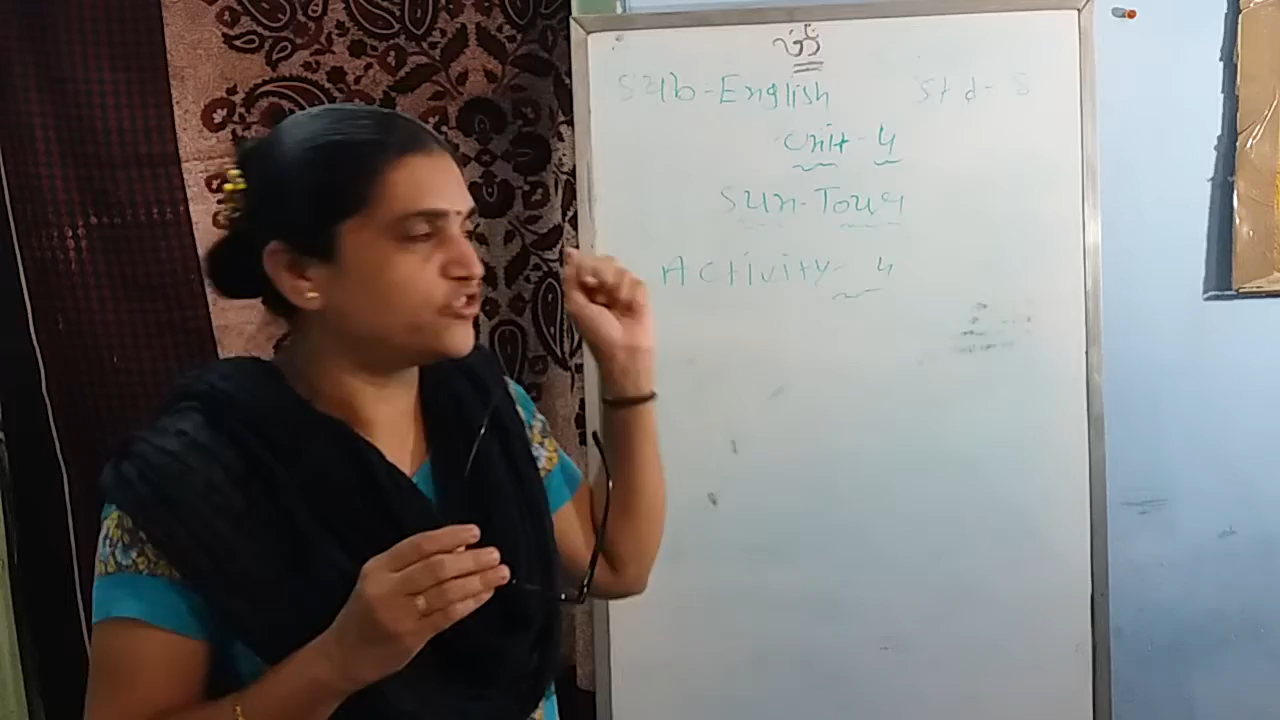 ૐ
Sub-English Std-8
Unit-4
Sun-Tour
Activity-4